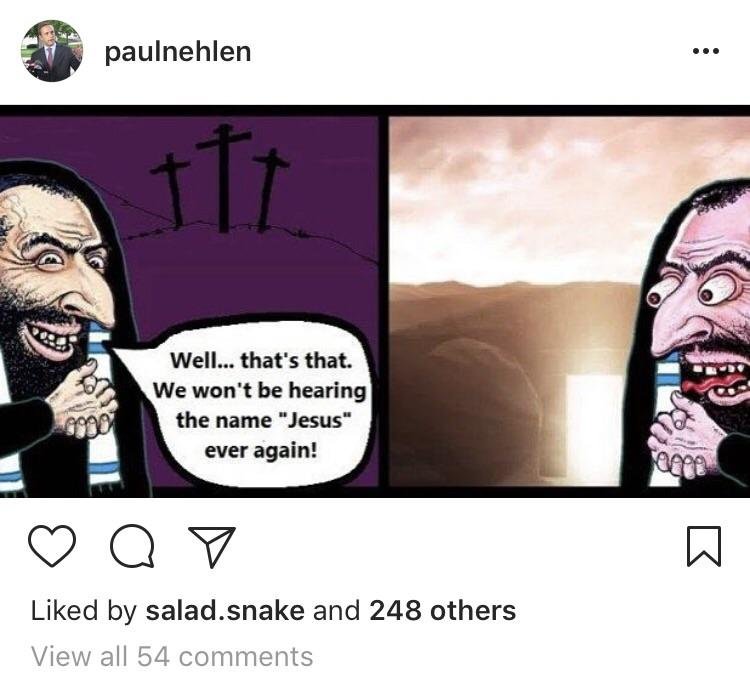 paulnehlen
Well... that's that.
We won't be hearing
the name "Jesus"
ever again!
Liked by salad.snake and 248 others
View all 54 comments